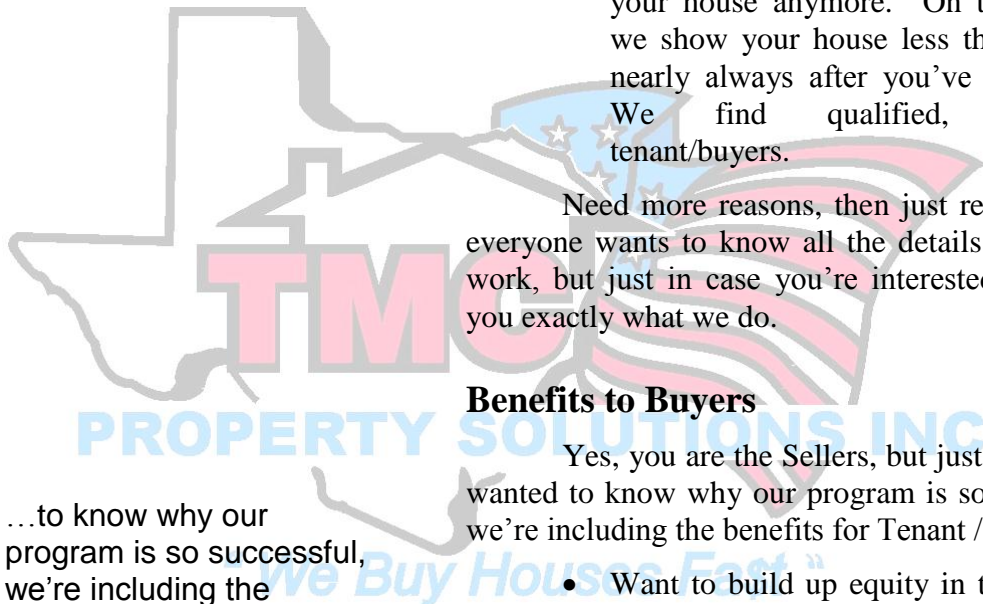 your house anymore. On t
we show your house less th
nearly always after you've
We find qualified,
tenant/buyers.
Need more reasons, then just re
everyone wants to know all the details
work, but just in case you're interested
you exactly what we do.
TMC
PROPERTY SOLUTIONS INC
"We Buy Houses Fast"
Benefits to Buyers
Yes, you are the Sellers, but just
wanted to know why our program is so
we're including the benefits for Tenant /
• Want to build up equity in t
…to know why our
program is so successful,
we're including the